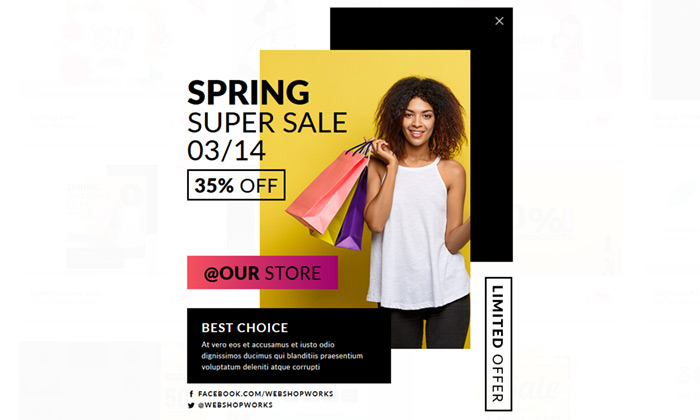 SPRING
SUPER SALE
03/14
35% OFF
@OUR STORE
BEST CHOICE
At vero eos et accusamus et iusto odio
dignissimos ducimus qui blanditiis praesentium
voluptatum deleniti atque corrupti
FACEBOOK.COM/WEBSHOPWORKS
@WEBSHOPWORKS
LIMITED OFFER